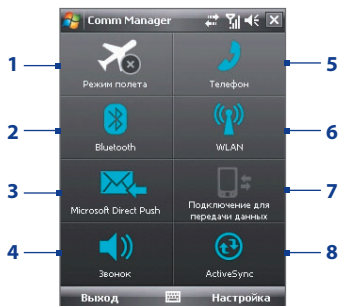 Comm Manager
1
Режим полета
Телефон
5
2
Bluetooth
WLAN
6
3
Microsoft Direct Push
Подключение для
передачи данных
7
4
Звонок
ActiveSync
8
Выход
Настройка